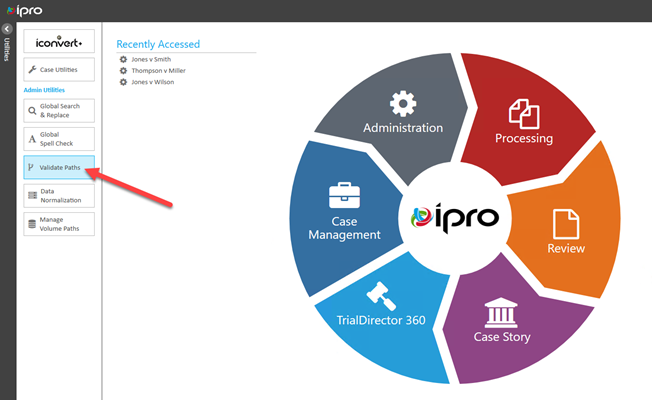 ipro
Utilities
iconvert+
Case Utilities
Admin Utilities
Global Search
& Replace
Global
Spell Check
Validate Paths
Data
Normalization
Manage
Volume Paths
Recently Accessed
Jones v Smith
Thompson v Miller
Jones v Wilson
Administration
Processing
Case
Management
ipro
Review
TrialDirector 360
Case Story